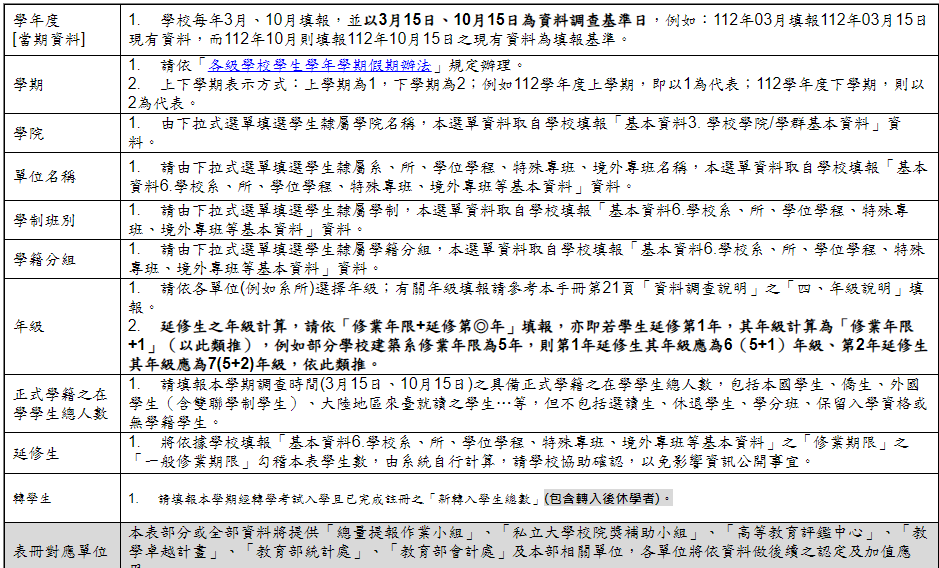 學年度
[當期資料]
1. 學校每年3月、10月填報，並以3月15日、10月15日為資料調查基準日，例如：112年03月填報112年03月15日
現有資料，而112年10月則填報112年10月15日之現有資料為填報基準。
學期
1. 請依「各級學校學生學年學期假期辦法」規定辦理。
2. 上下學期表示方式：上學期為1，下學期為2；例如112學年度上學期，即以1為代表；112學年度下學期，則以
2為代表。
學院
1. 由下拉式選單填選學生隸屬學院名稱，本選單資料取自學校填報「基本資料3. 學校學院/學群基本資料」資
料。
單位名稱
1. 請由下拉式選單填選學生隸屬系、所、學位學程、特殊專班、境外專班名稱，本選單資料取自學校填報「基本
資料6.學校系、所、學位學程、特殊專班、境外專班等基本資料」資料。
學制班別
1. 請由下拉式選單填選學生隸屬學制，本選單資料取自學校填報「基本資料6.學校系、所、學位學程、特殊專
班、境外專班等基本資料」資料。
學籍分組
1. 請由下拉式選單填選學生隸屬學籍分組，本選單資料取自學校填報「基本資料6.學校系、所、學位學程、特殊
專班、境外專班等基本資料」資料。
年級
1. 請依各單位(例如系所)選擇年級；有關年級填報請參考本手冊第21頁「資料調查說明」之「四、年級說明」填
報。
2. 延修生之年級計算，請依「修業年限+延修第◎年」填報，亦即若學生延修第1年，其年級計算為「修業年限
+1」（以此類推），例如部分學校建築系修業年限為5年，則第1年延修生其年級應為6（5+1）年級、第2年延修生
其年級應為7(5+2)年級，依此類推。
正式學籍之在
學學生總人數
1. 請填報本學期調查時間(3月15日、10月15日)之具備正式學籍之在學學生總人數，包括本國學生、僑生、外國
學生（含雙聯學制學生）、大陸地區來臺就讀之學生…等，但不包括選讀生、休退學生、學分班、保留入學資格或
無學籍學生。
延修生
1. 將依據學校填報「基本資料6.學校系、所、學位學程、特殊專班、境外專班等基本資料」之「修業期限」之
「一般修業期限」勾稽本表學生數，由系統自行計算，請學校協助確認，以免影響資訊公開事宜。
轉學生
1. 請填報本學期經轉學考試入學且已完成註冊之「新轉入學生總數」(包含轉入後休學者)。
表冊對應單位
本表部分或全部資料將提供「總量提報作業小組」、「私立大學校院獎補助小組」、「高等教育評鑑中心」、「教
學卓越計畫」、「教育部統計處」、「教育部會計處」及本部相關單位，各單位將依資料做後續之認定及加值應